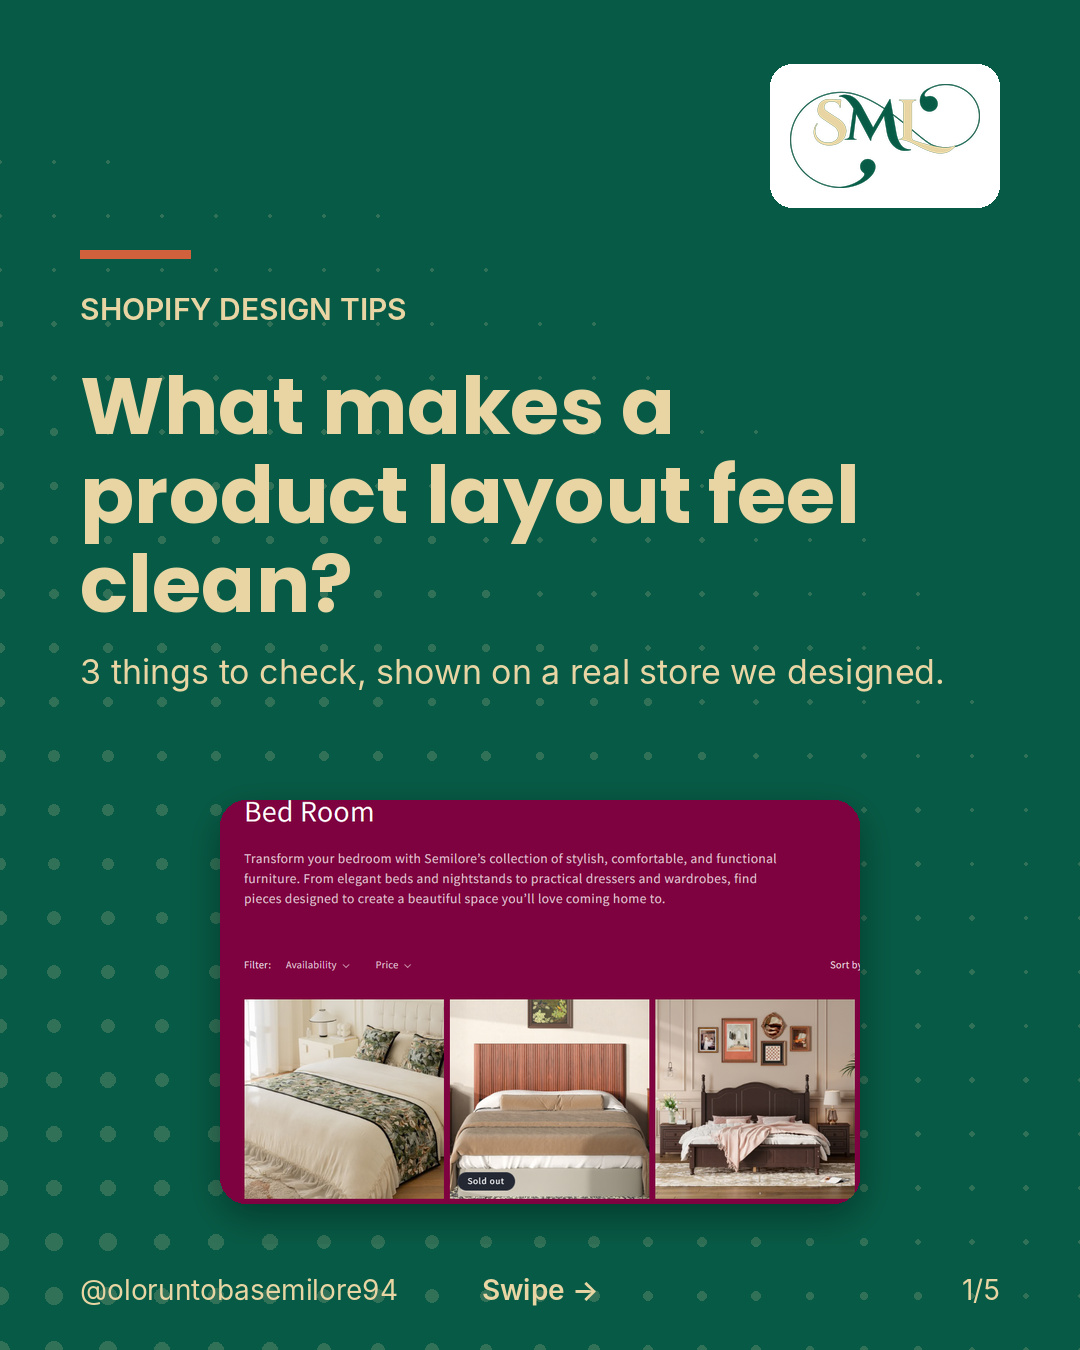 SML
SHOPIFY DESIGN TIPS
What makes a
product layout feel
clean?
3 things to check, shown on a real store we designed.
Bed Room
Transform your bedroom with Semilore’s collection of stylish, comfortable, and functional
furniture. From elegant beds and nightstands to practical dressers and wardrobes, find
pieces designed to create a beautiful space you’ll love coming home to.
Filter: Availability Price Sort by
Sold out
@oloruntobasemilore94 Swipe → 1/5